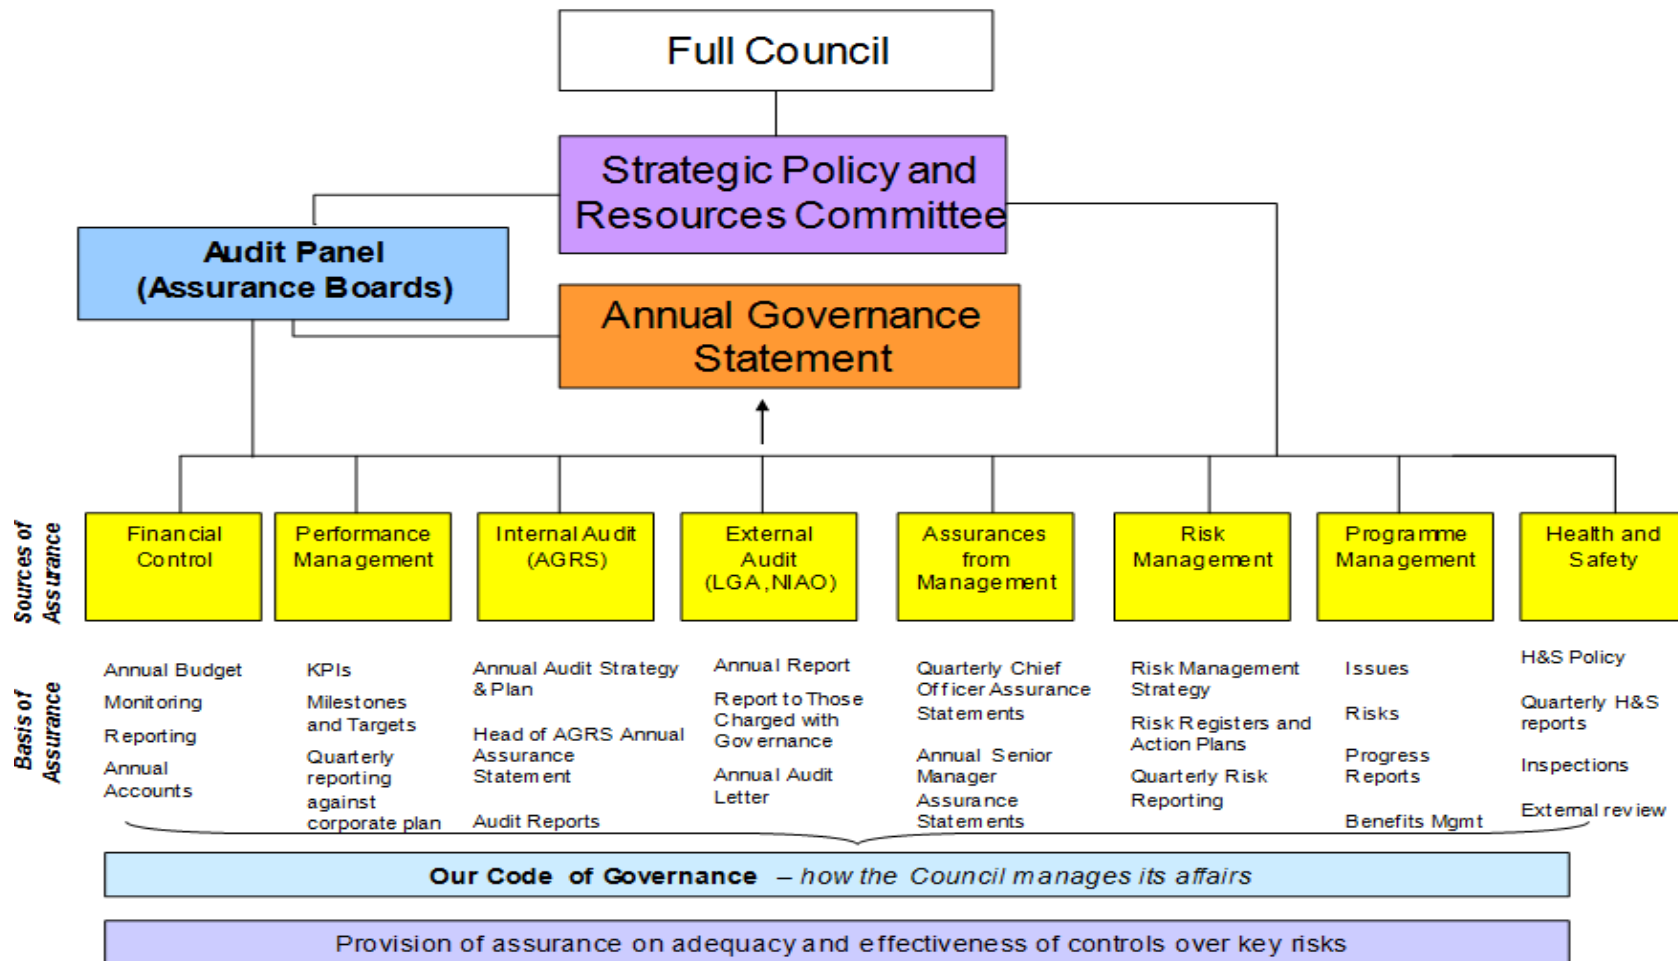 Full Council
Strategic Policy and
Resources Committee
Audit Panel
(Assurance Boards)
Annual Governance
Statement
Sources of
Assurance
Financial
Control
Performance
Management
Internal Audit
(AGRS)
External
Audit
(LGA ,NIAO)
Assurances
from
Management
Risk
Management
Programme
Management
Health and
Safety
Basis of
Assurance
Annual Budget
Monitoring
Reporting
Annual
Accounts
KPIs
Milestones
and Targets
Quarterly
reporting
against
corporate plan
Annual Audit Strategy
& Plan
Head of AGRS Annual
Assurance
Statement
Audit Reports
Annual Report
Report to Those
Charged with
Governance
Annual Audit
Letter
Quarterly Chief
Officer Assurance
Statements
Annual Senior
Manager
Assurance
Statements
Risk Management
Strategy
Risk Registers and
Action Plans
Quarterly Risk
Reporting
Issues
Risks
Progress
Reports
Benefits Mgmt
H&S Policy
Quarterly H&S
reports
Inspections
External review
Our Code of Governance – how the Council manages its affairs
Provision of assurance on adequacy and effectiveness of controls over key risks